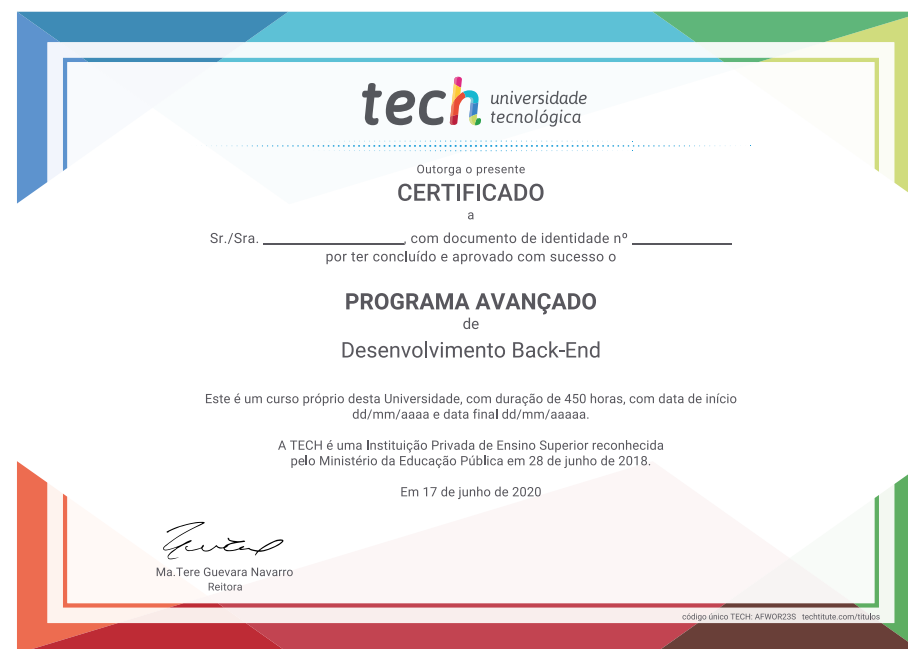 tech universidade
tecnológica
Outorga o presente
CERTIFICADO
a
Sr./Sra. ____________, com documento de identidade nº ____________
por ter concluído e aprovado com sucesso o
PROGRAMA AVANÇADO
de
Desenvolvimento Back-End
Este é um curso próprio desta Universidade, com duração de 450 horas, com data de início
dd/mm/aaaa e data final dd/mm/aaaaa.
A TECH é uma Instituição Privada de Ensino Superior reconhecida
pelo Ministério da Educação Pública em 28 de junho de 2018.
Em 17 de junho de 2020
Ma.Tere Guevara Navarro
Reitora
código único TECH: AFWOR23S techtitute.com/titulos